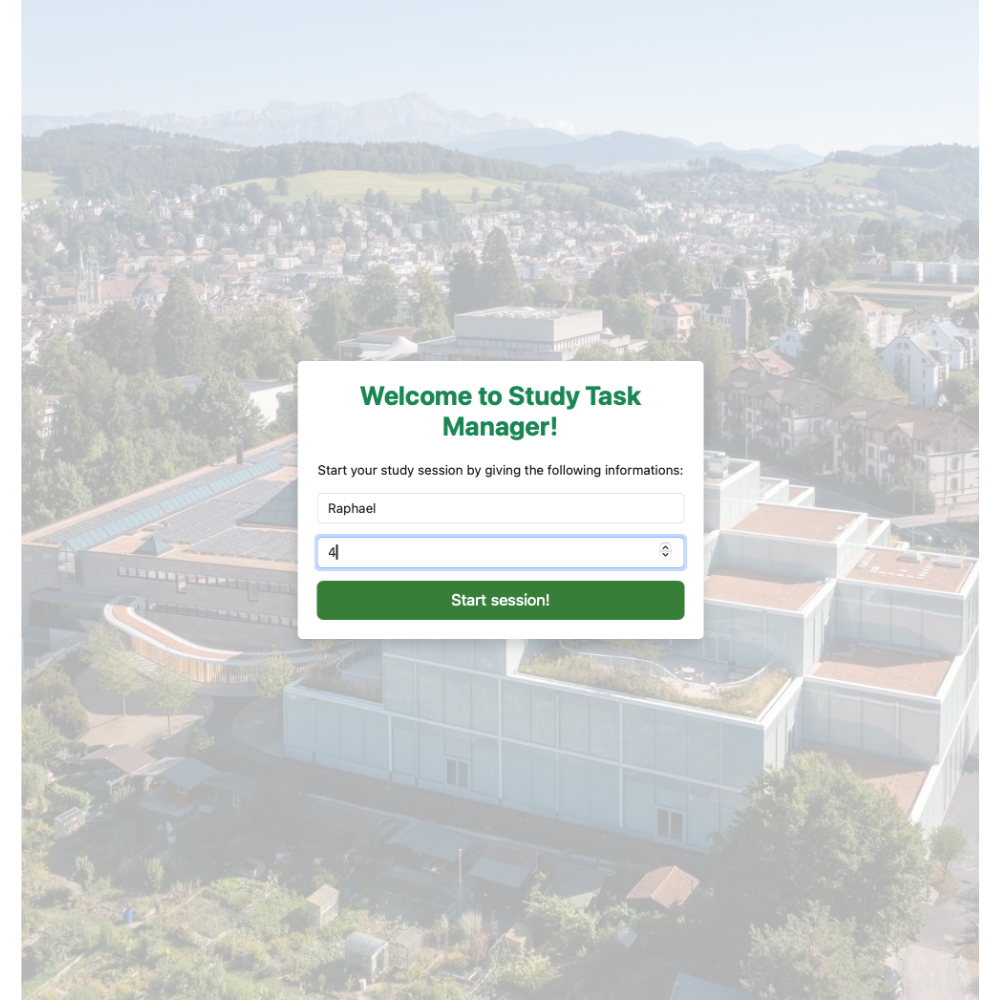 Welcome to Study Task
Manager!
Start your study session by giving the following informations:
Raphael
4
Start session!